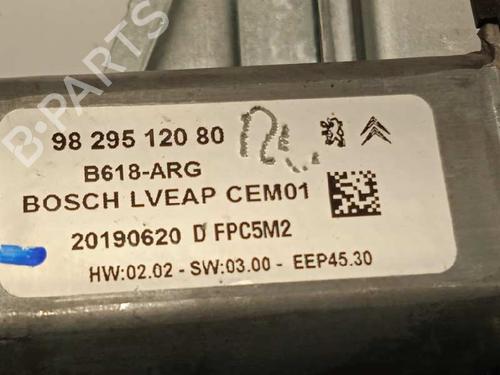 98 295 120 80
B618-ARG
BOSCH LVEAP CEM01
20190620 D FPC5M2
HW:02.02 - SW:03.00 - EEP45.30
B-PARTS